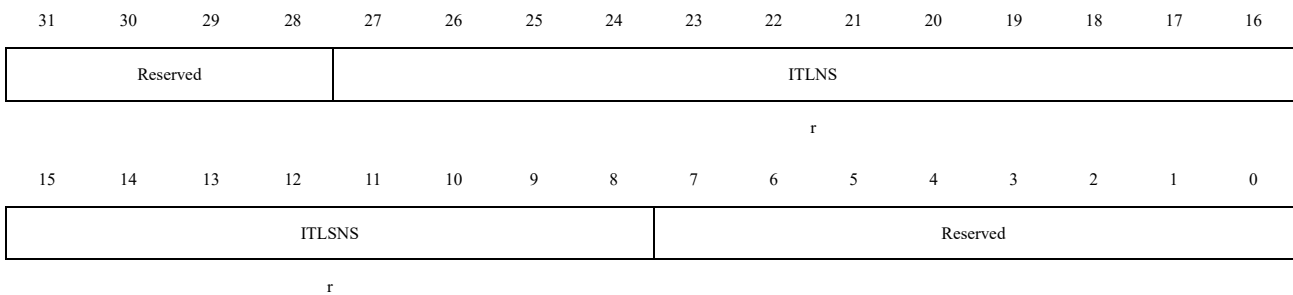 31 30 29 28 27 26 25 24 23 22 21 20 19 18 17 16
Reserved ITLNS
r
15 14 13 12 11 10 9 8 7 6 5 4 3 2 1 0
ITLSNS Reserved
r